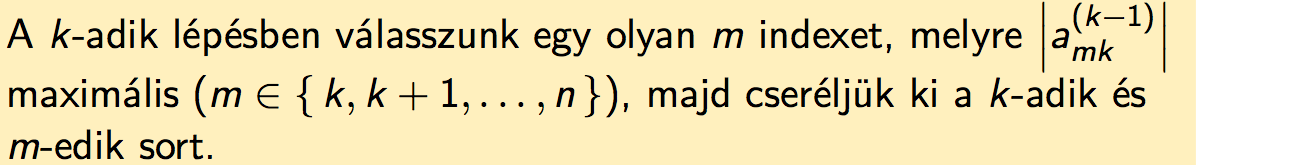 A k-adik lépésben válasszunk egy olyan m indexet, melyre |a_{mk}^{(k−1)}|
maximális (m ∈ { k, k + 1, . . . , n }), majd cseréljük ki a k-adik és
m-edik sort.